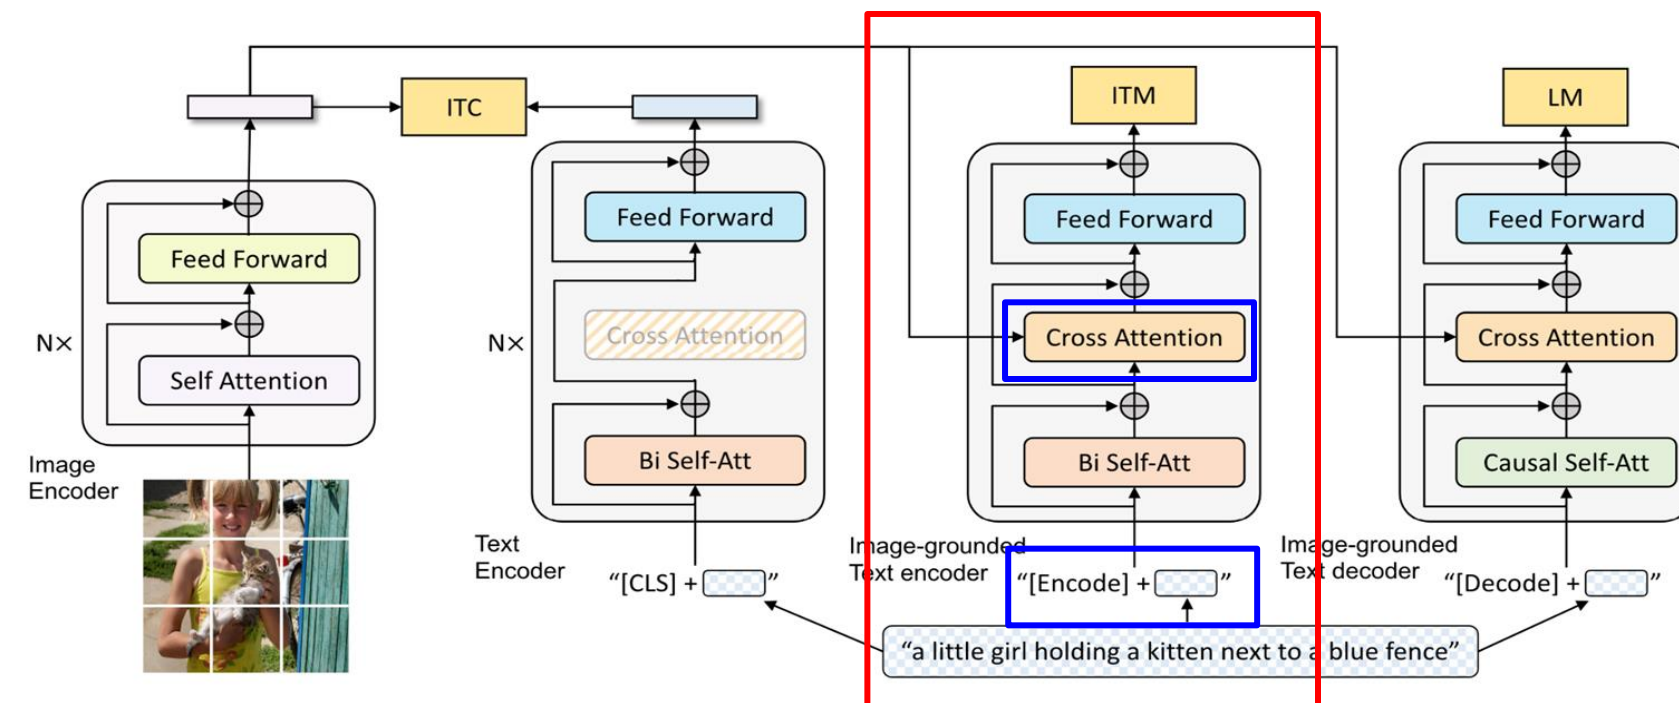 ITC
ITM
LM
Feed Forward
Self Attention
N×
Image
Encoder
Feed Forward
Cross Attention
Bi Self-Att
N×
Text
Encoder
“[CLS] + ”
Feed Forward
Cross Attention
Bi Self-Att
Image-grounded
Text encoder
“[Encode] + ”
Feed Forward
Cross Attention
Causal Self-Att
Image-grounded
Text decoder
“[Decode] + ”
“a little girl holding a kitten next to a blue fence”